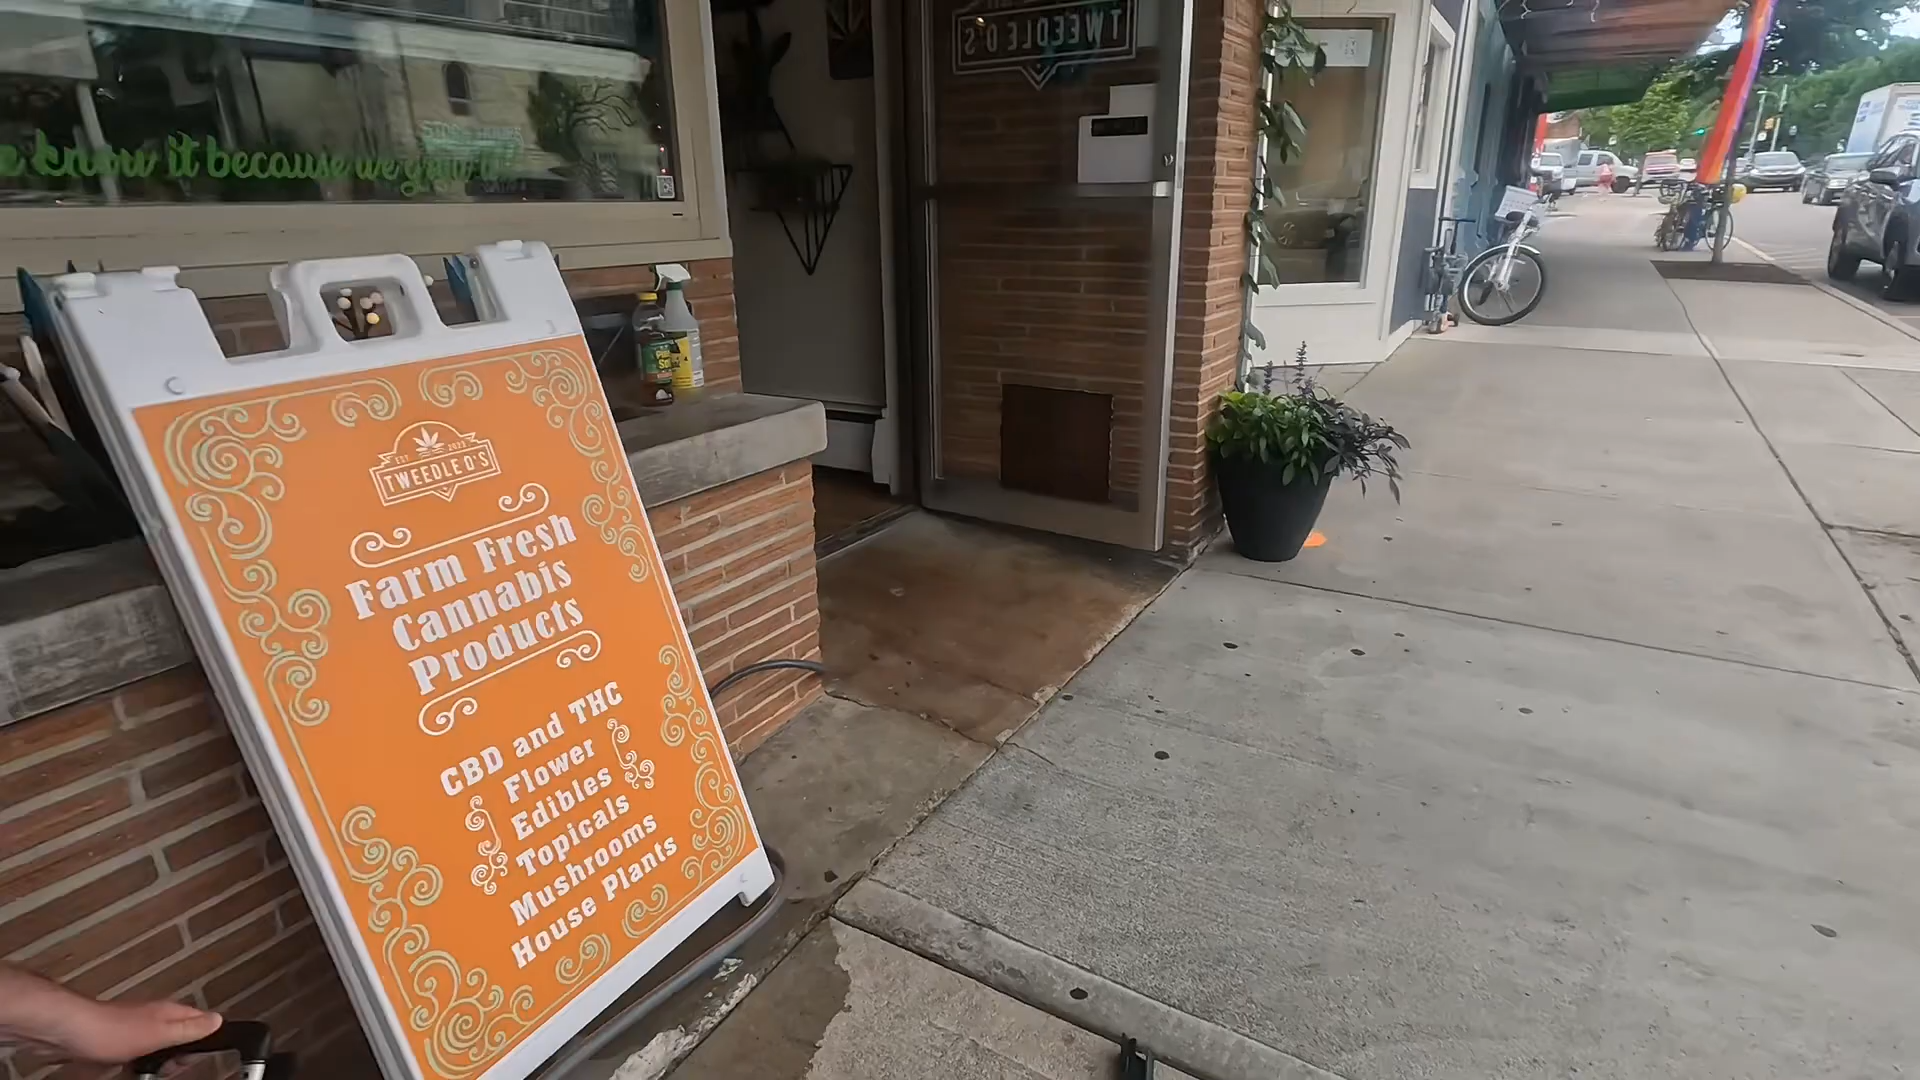 know it because we grow it
TWEEDLE D'S
EST 2023
TWEEDLE D'S
Farm Fresh
Cannabis
Products
CBD and THC
Flower
Edibles
Topicals
Mushrooms
House Plants